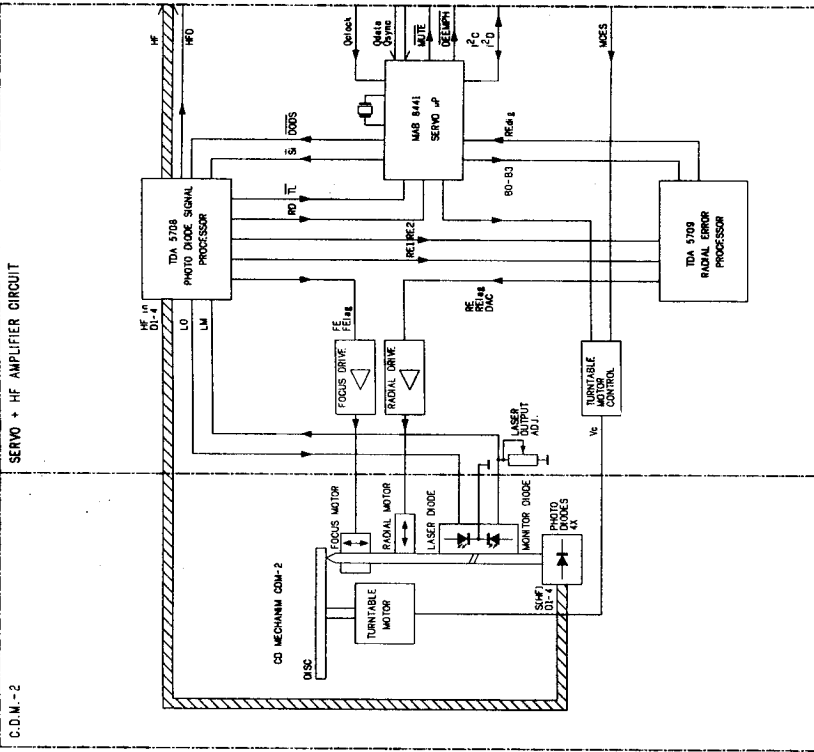 C.D.M.-2
SERVO + HF AMPLIFIER CIRCUIT
HF
HFD
Qclock
Qdata
Qsync
MUTE
DEEMPH
I²C
I²D
MCES
MAB 8441
SERVO µP
DODS
Si
RD
TL
REdig
B0-B3
TDA 5708
PHOTO DIODE SIGNAL
PROCESSOR
RE1
RE2
TDA 5709
RADIAL ERROR
PROCESSOR
HF in
D1-4
LO
LM
FE
FElag
RE
RElag
DAC
FOCUS DRIVE
RADIAL DRIVE
TURNTABLE
MOTOR
CONTROL
Vc
LASER
OUTPUT
ADJ.
FOCUS MOTOR
RADIAL MOTOR
LASER DIODE
MONITOR DIODE
PHOTO
DIODES
4X
S(HF)
D1-4
CD MECHANIM CDM-2
DISC
TURNTABLE
MOTOR